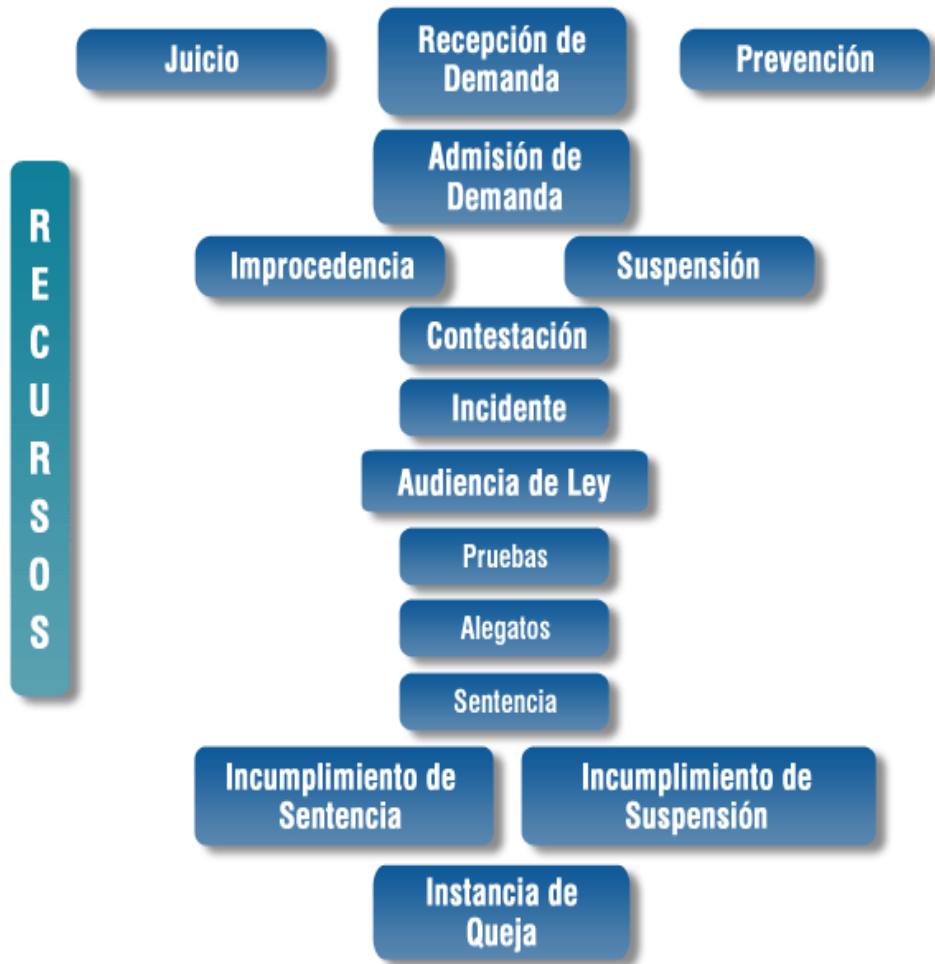 Juicio
Recepción de
Demanda
Prevención
Admisión de
Demanda
RECURSOS
Improcedencia
Suspensión
Contestación
Incidente
Audiencia de Ley
Pruebas
Alegatos
Sentencia
Incumplimiento de
Sentencia
Incumplimiento de
Suspensión
Instancia de
Queja